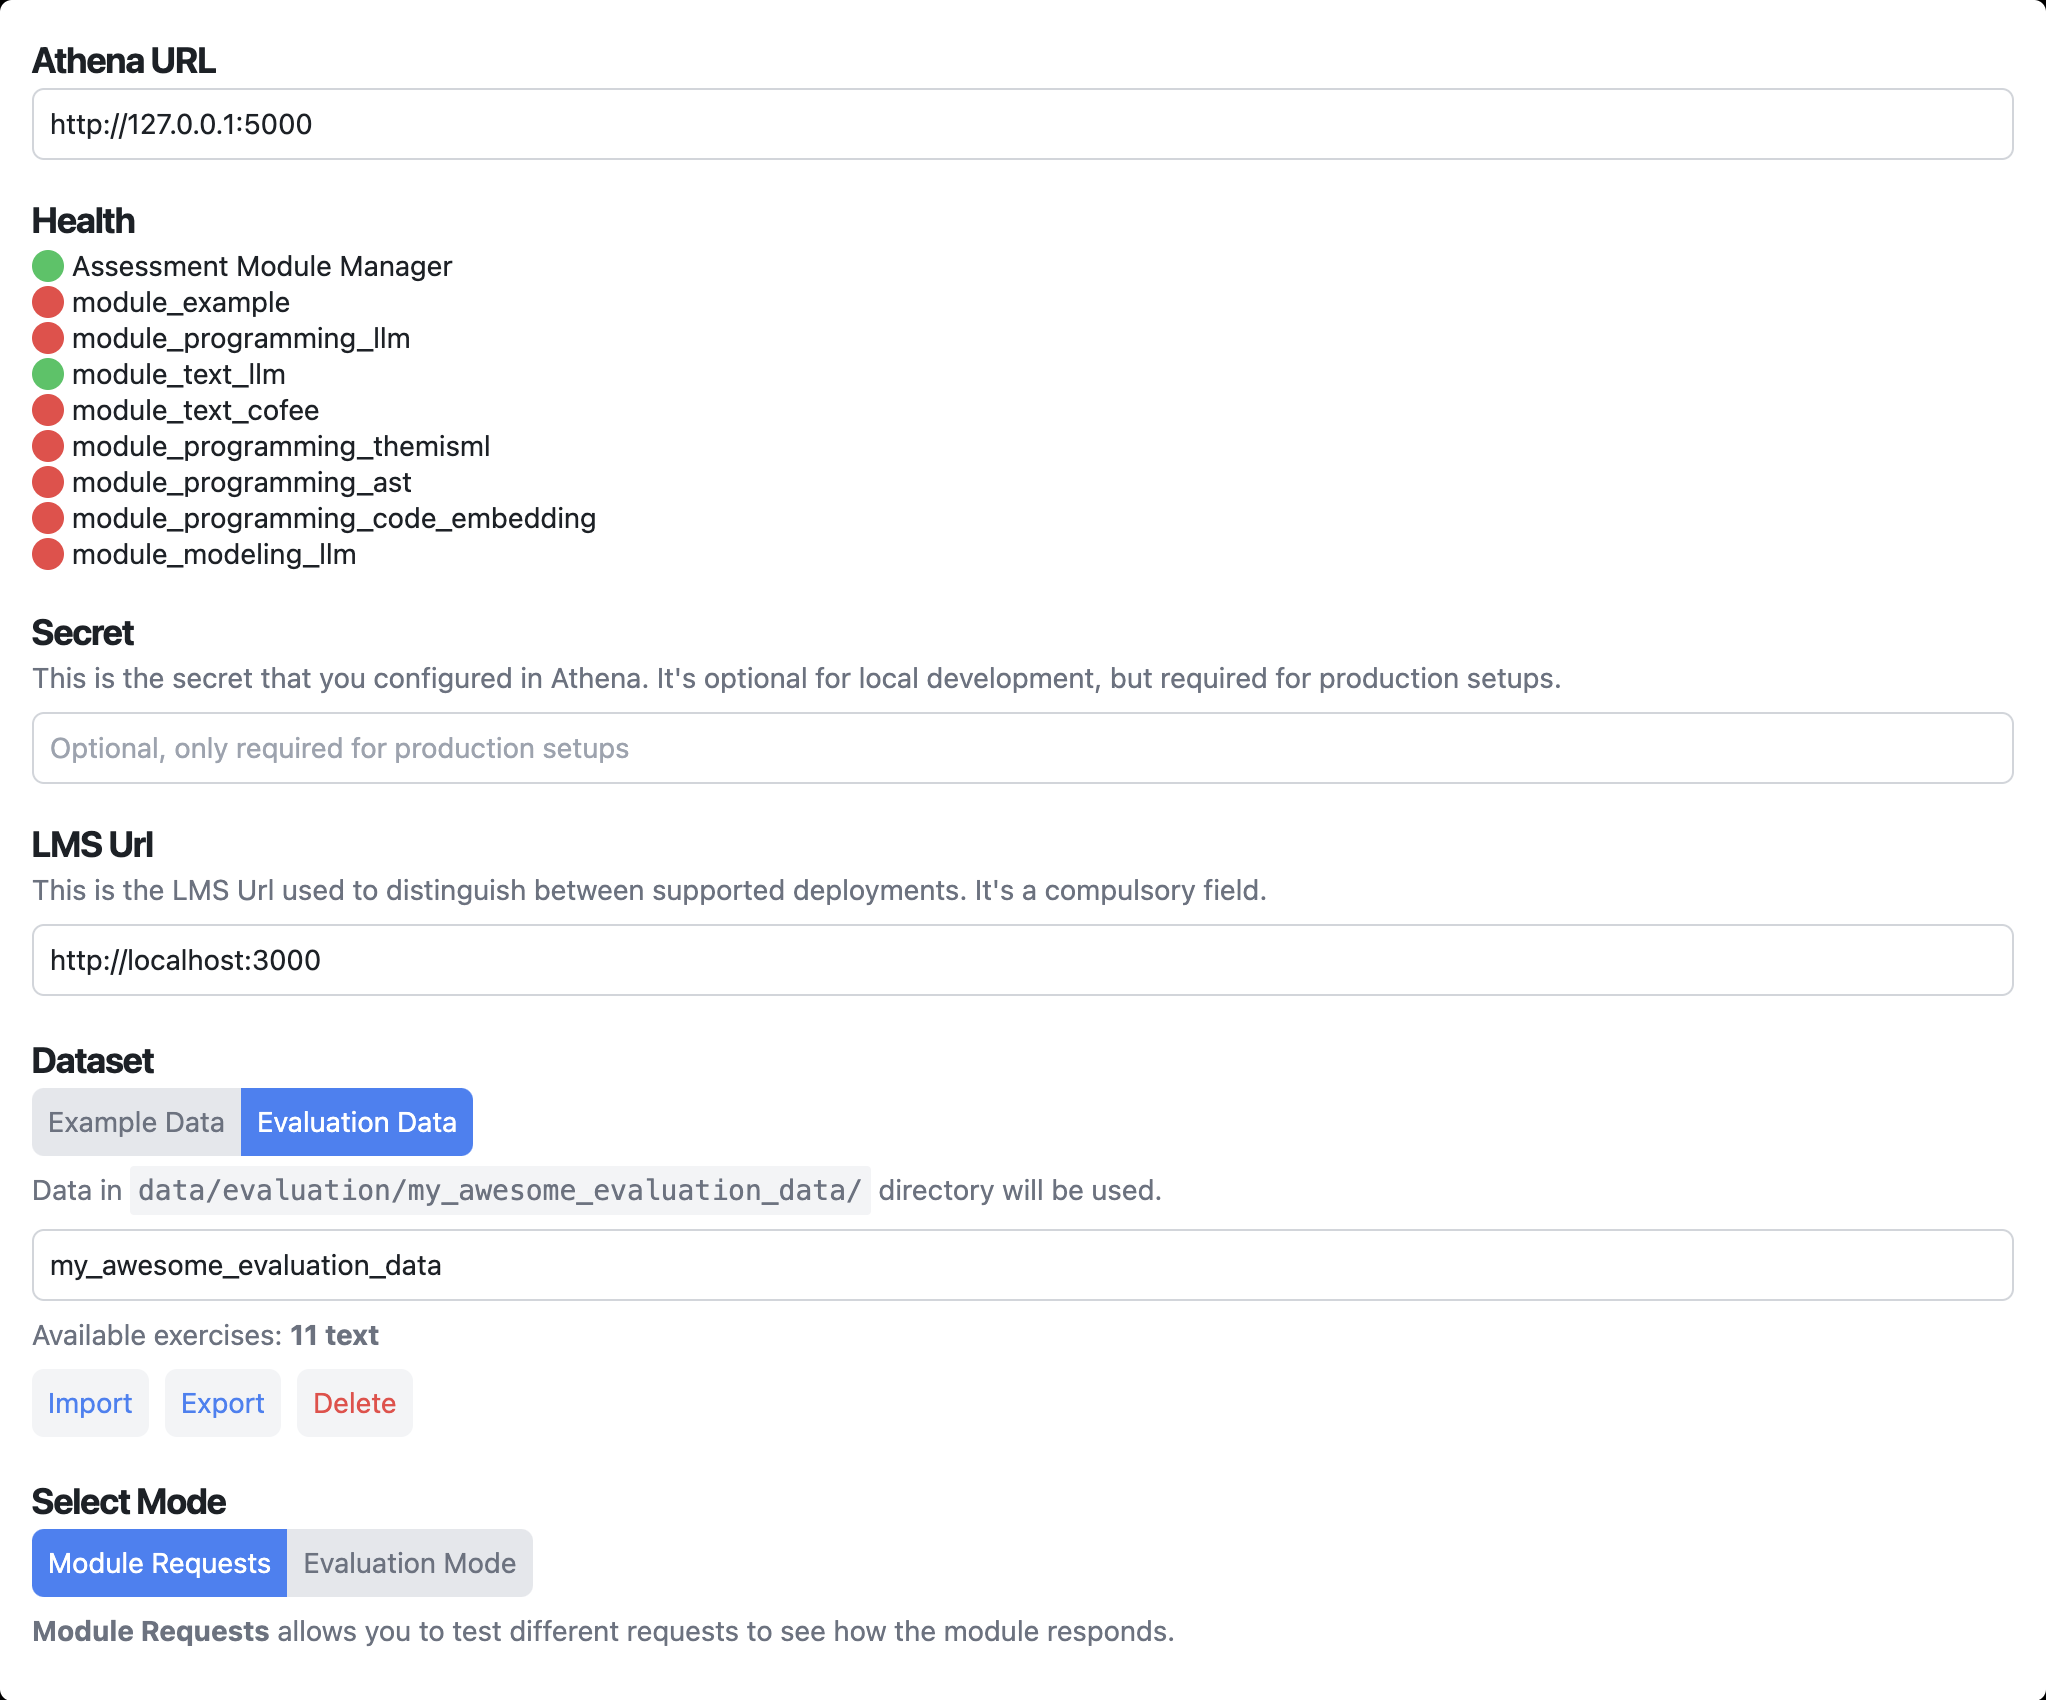 Athena URL
http://127.0.0.1:5000
Health
Assessment Module Manager
module_example
module_programming_llm
module_text_llm
module_text_cofee
module_programming_themisml
module_programming_ast
module_programming_code_embedding
module_modeling_llm
Secret
This is the secret that you configured in Athena. It's optional for local development, but required for production setups.
Optional, only required for production setups
LMS Url
This is the LMS Url used to distinguish between supported deployments. It's a compulsory field.
http://localhost:3000
Dataset
Example Data Evaluation Data
Data in data/evaluation/my_awesome_evaluation_data/ directory will be used.
my_awesome_evaluation_data
Available exercises: 11 text
Import Export Delete
Select Mode
Module Requests Evaluation Mode
Module Requests allows you to test different requests to see how the module responds.